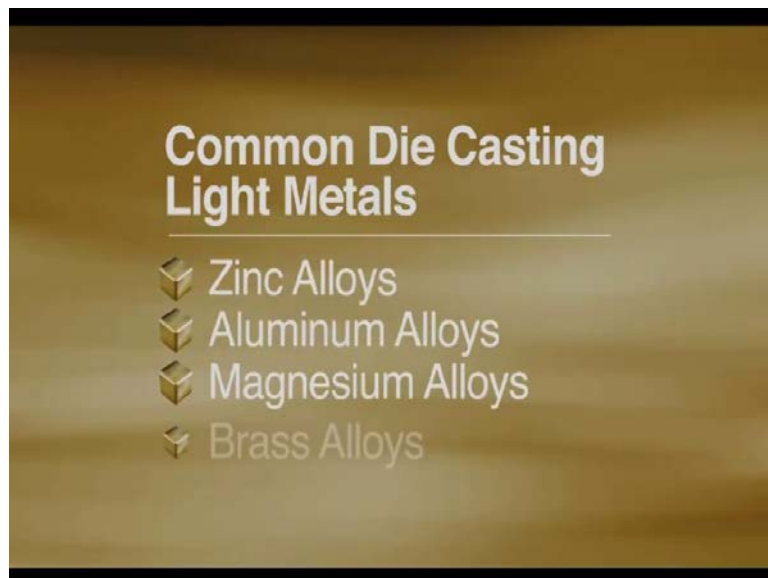 Common Die Casting
Light Metals
Zinc Alloys
Aluminum Alloys
Magnesium Alloys
Brass Alloys